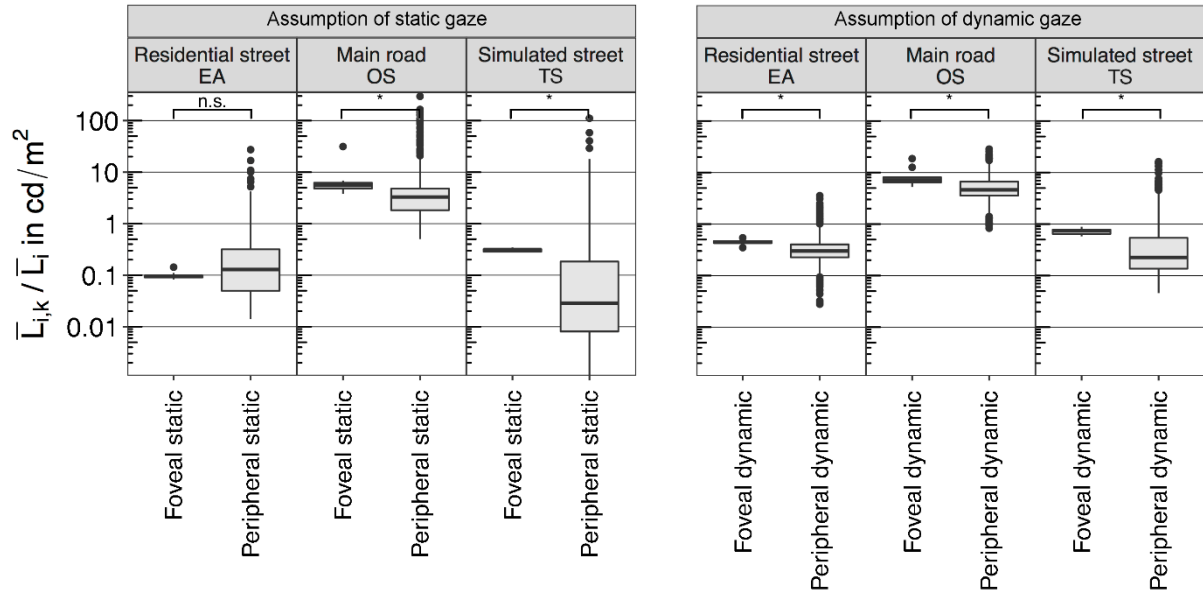 Assumption of static gaze
Residential street
EA
Main road
OS
Simulated street
TS
n.s.
*
*
100
10
1
0.1
0.01
L̅i,k / L̅i in cd/m²
Foveal static
Peripheral static
Foveal static
Peripheral static
Foveal static
Peripheral static
Assumption of dynamic gaze
Residential street
EA
Main road
OS
Simulated street
TS
*
*
*
Foveal dynamic
Peripheral dynamic
Foveal dynamic
Peripheral dynamic
Foveal dynamic
Peripheral dynamic